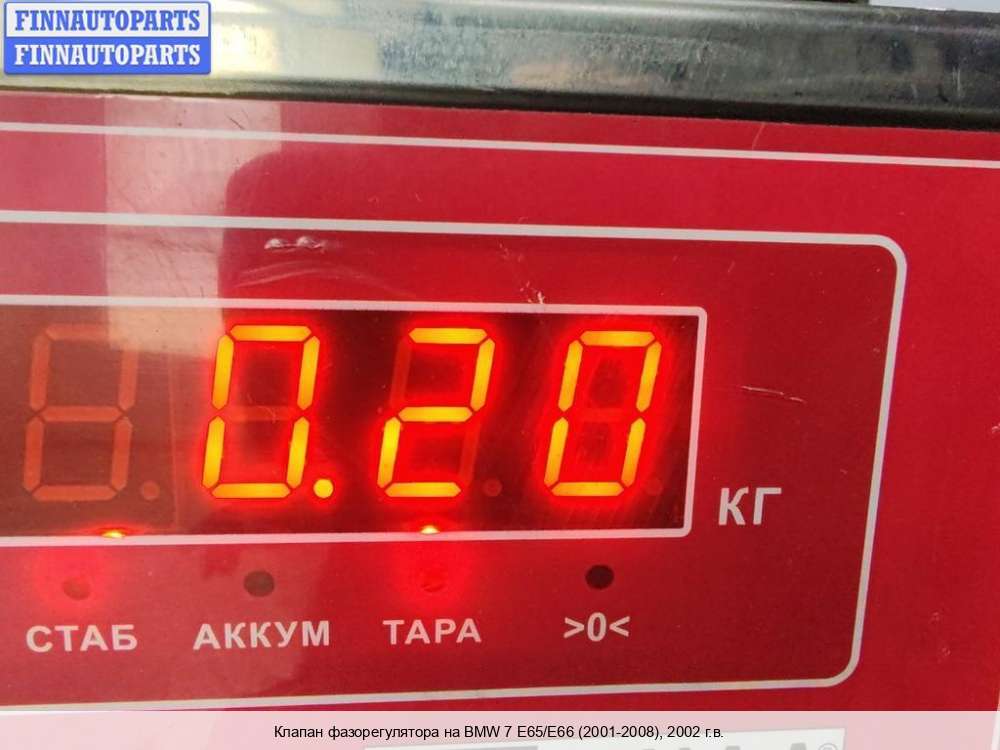 FINNAUTOPARTS
FINNAUTOPARTS
0.20
КГ
СТАБ АККУМ ТАРА >0<
Клапан фазорегулятора на BMW 7 E65/E66 (2001-2008), 2002 г.в.